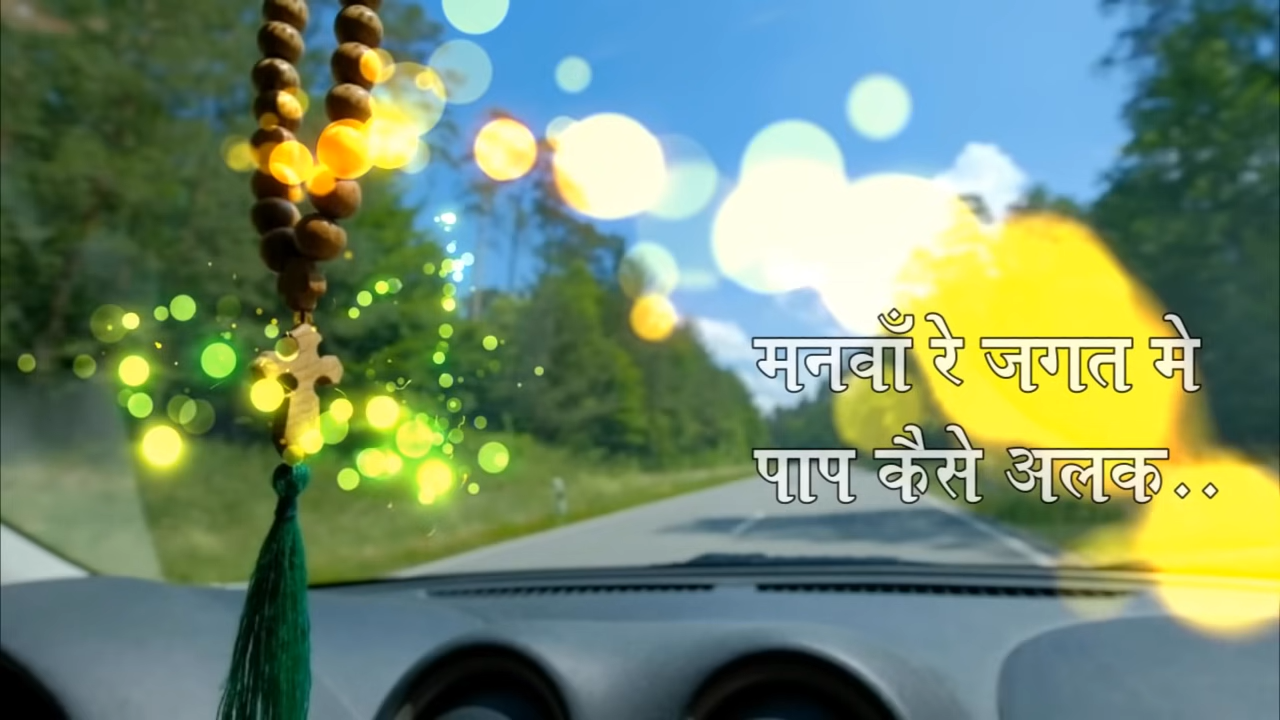 मनवाँ रे जगत मे
पाप कैसे अलक..